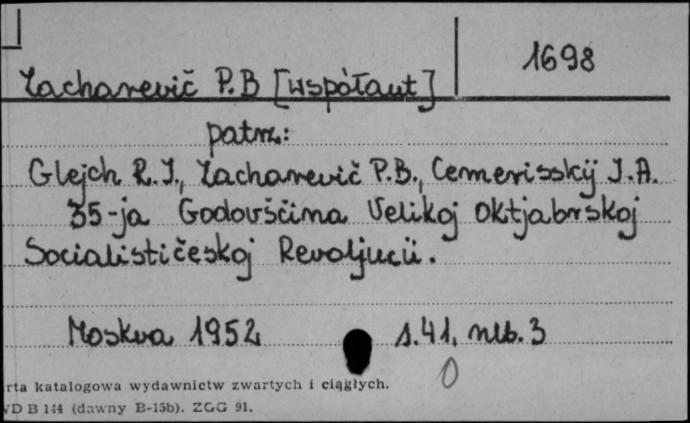 1698
Zacharevič P.B [współaut]
patrz:
Glejch R.I., Zacharevič P.B., Cemerisskij I.A.
35-ja Godovščina Velikoj Oktjabrskoj
Socialističeskoj Revoljucii.
Moskva 1952 s. 41, nlb. 3
0
rta katalogowa wydawnictw zwartych i ciągłych.
D B 144 (dawny B-15b). ZGG 91.